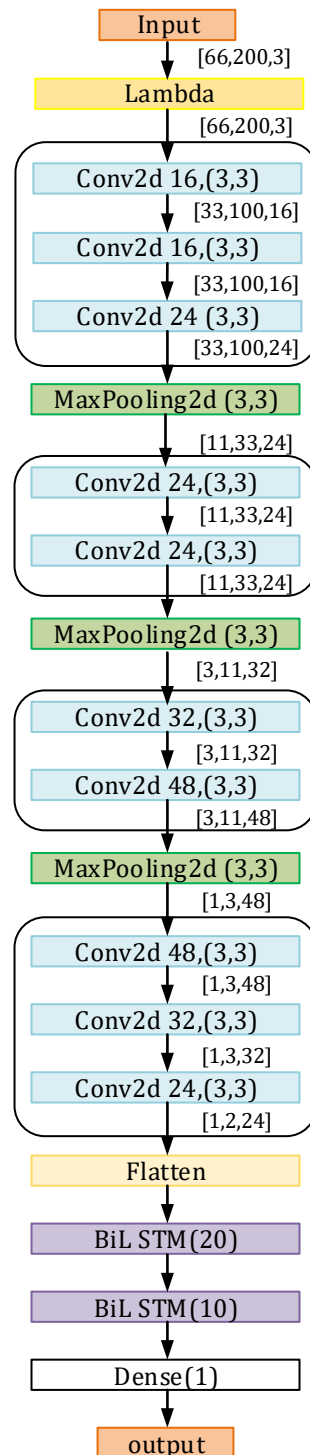 Input
[66,200,3]
Lambda
[66,200,3]
Conv2d 16,(3,3)
[33,100,16]
Conv2d 16,(3,3)
[33,100,16]
Conv2d 24 (3,3)
[33,100,24]
MaxPooling2d (3,3)
[11,33,24]
Conv2d 24,(3,3)
[11,33,24]
Conv2d 24,(3,3)
[11,33,24]
MaxPooling2d (3,3)
[3,11,32]
Conv2d 32,(3,3)
[3,11,32]
Conv2d 48,(3,3)
[3,11,48]
MaxPooling2d (3,3)
[1,3,48]
Conv2d 48,(3,3)
[1,3,48]
Conv2d 32,(3,3)
[1,3,32]
Conv2d 24,(3,3)
[1,2,24]
Flatten
BiL STM(20)
BiL STM(10)
Dense(1)
output